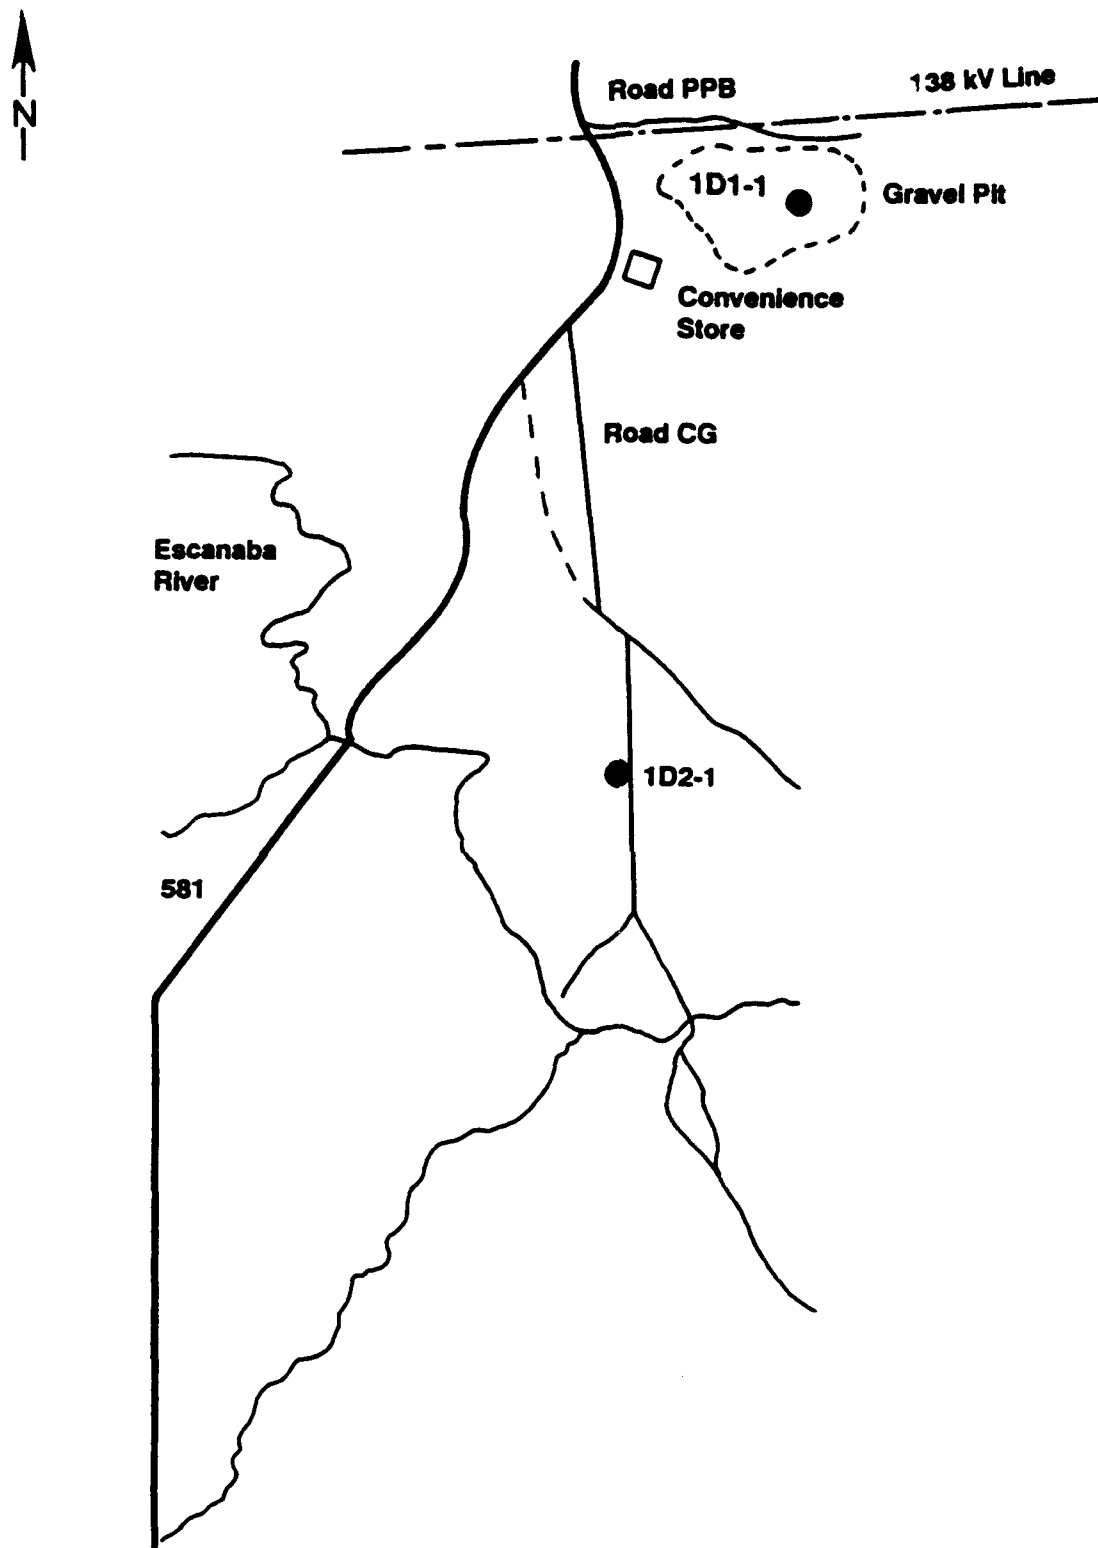 N
Road PPB
138 kV Line
1D1-1
Gravel Pit
Convenience
Store
Road CG
Escanaba
River
1D2-1
581